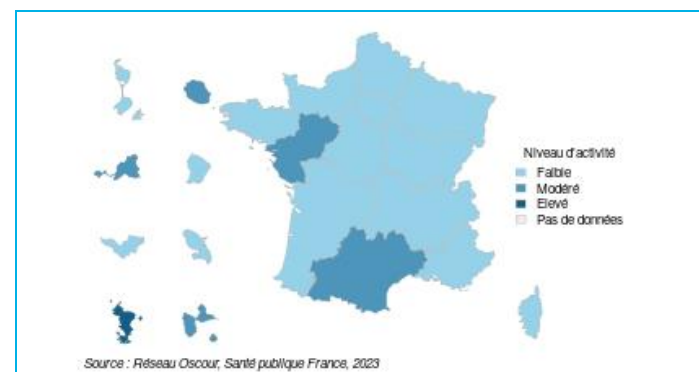 Niveau d'activité
Faible
Modéré
Elevé
Pas de données
Source : Réseau Oscour, Santé publique France, 2023